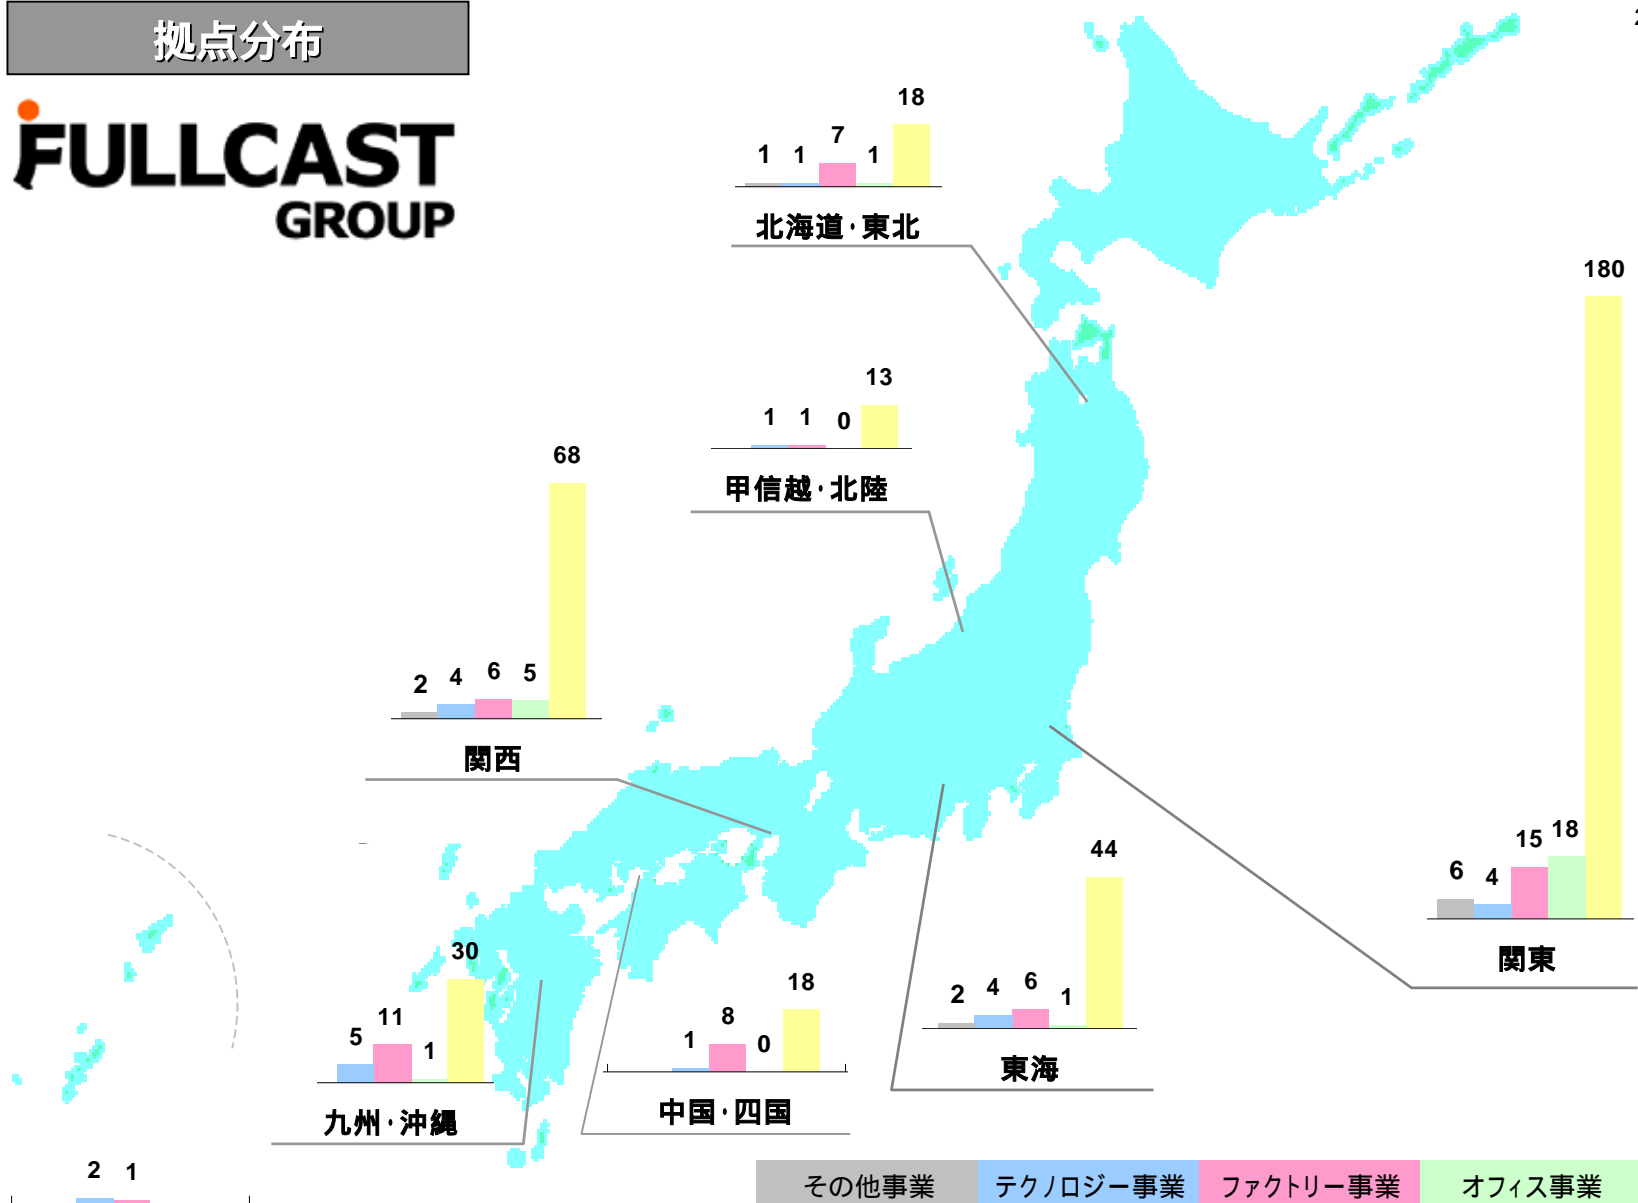 拠点分布
2
FULLCAST
GROUP
1 1 7 1 18
北海道・東北
1 1 0 13
甲信越・北陸
2 4 6 5 68
関西
6 4 15 18 180
関東
2 4 6 1 44
東海
1 8 0 18
中国・四国
5 11 1 30
九州・沖縄
2 1
その他事業 テクノロジー事業 ファクトリー事業 オフィス事業